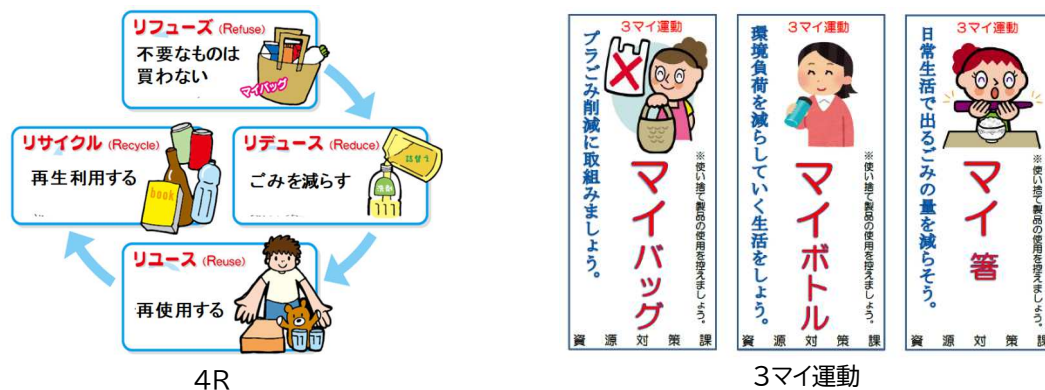 リフューズ (Refuse)
不要なものは
買わない
マイバッグ
リサイクル (Recycle)
再生利用する
book
リデュース (Reduce)
ごみを減らす
詰替う
洗剤
リユース (Reuse)
再使用する
4R
3マイ運動
プラごみ削減に取組みましょう。
マイバッグ
※使い捨て製品の使用を控えましょう。
資源対策課
3マイ運動
環境負荷を減らしていく生活をしましょう。
マイボトル
※使い捨て製品の使用を控えましょう。
資源対策課
3マイ運動
日常生活で出るごみの量を減らそう。
マイ箸
※使い捨て製品の使用を控えましょう。
資源対策課
3マイ運動